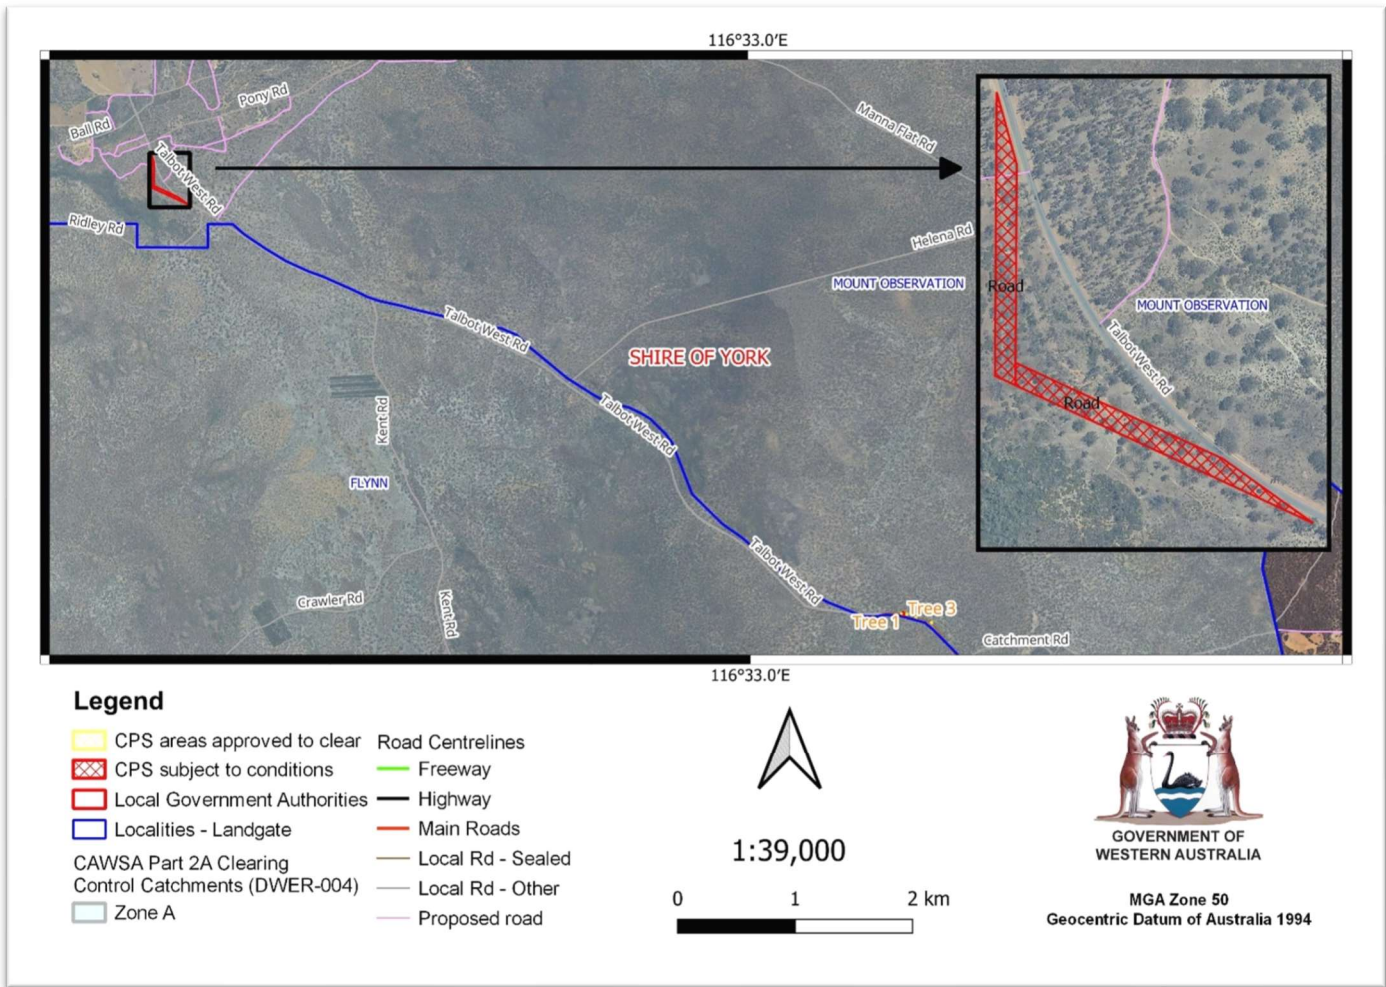 116°33.0′E
Pony Rd
Ball Rd
Talbot West Rd
Ridley Rd
Manna Flat Rd
Helena Rd
MOUNT OBSERVATION
Talbot West Rd
SHIRE OF YORK
Talbot West Rd
Kent Rd
FLYNN
Talbot West Rd
Crawler Rd
Kent Rd
Tree 1
Tree 3
Catchment Rd
Road
MOUNT OBSERVATION
Talbot West Rd
Road
116°33.0′E
Legend
CPS areas approved to clear
CPS subject to conditions
Local Government Authorities
Localities - Landgate
CAWSA Part 2A Clearing
Control Catchments (DWER-004)
Zone A
Road Centrelines
Freeway
Highway
Main Roads
Local Rd - Sealed
Local Rd - Other
Proposed road
1:39,000
0 1 2 km
GOVERNMENT OF
WESTERN AUSTRALIA
MGA Zone 50
Geocentric Datum of Australia 1994